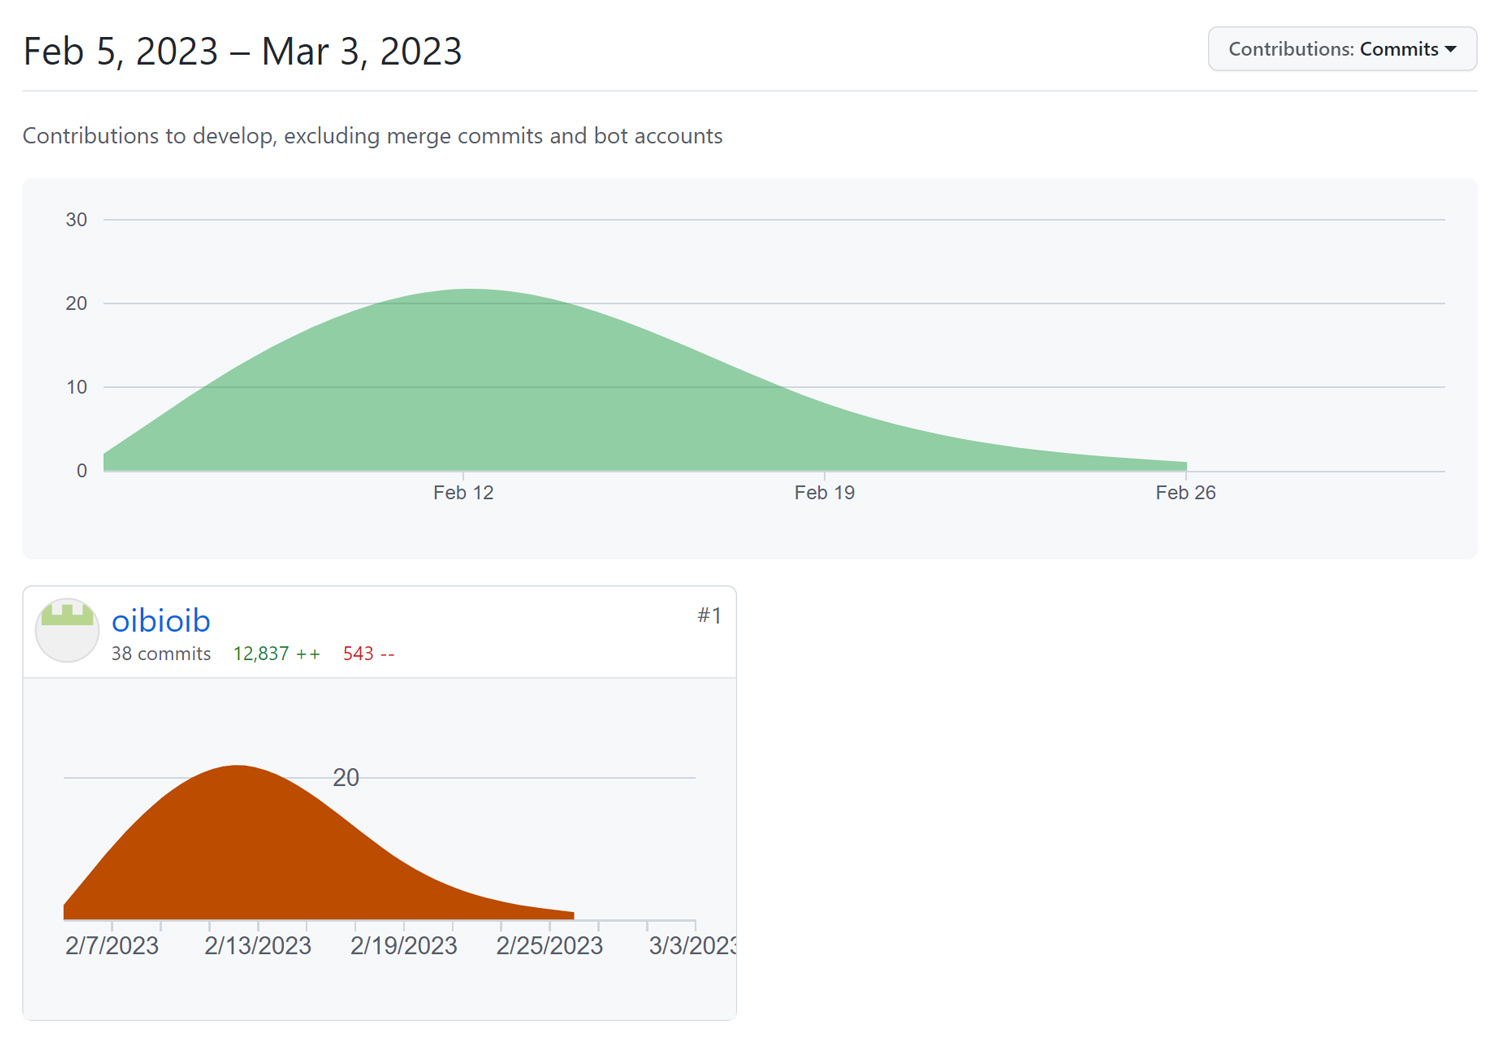 Feb 5, 2023 – Mar 3, 2023
Contributions: Commits
Contributions to develop, excluding merge commits and bot accounts
30
20
10
0
Feb 12 Feb 19 Feb 26
oibioib #1
38 commits 12,837 ++ 543 --
20
2/7/2023 2/13/2023 2/19/2023 2/25/2023 3/3/2023